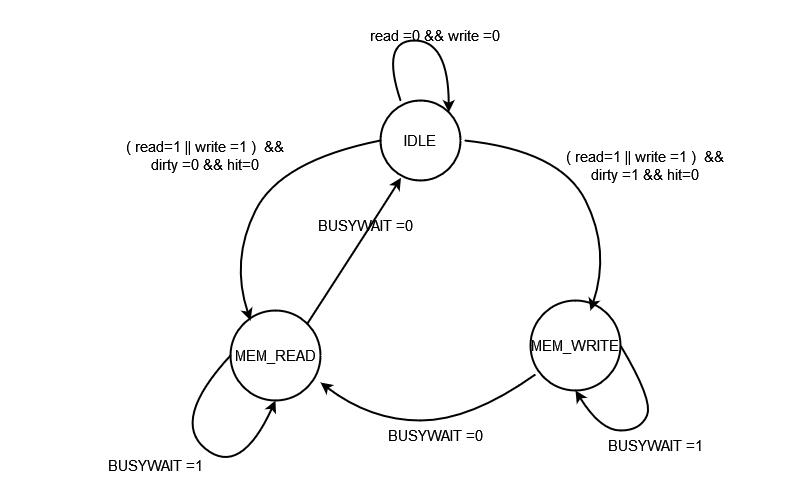 read =0 && write =0
IDLE
( read=1 || write =1 )  &&
dirty =0 && hit=0
( read=1 || write =1 )  &&
dirty =1 && hit=0
BUSYWAIT =0
MEM_READ
MEM_WRITE
BUSYWAIT =0
BUSYWAIT =1
BUSYWAIT =1